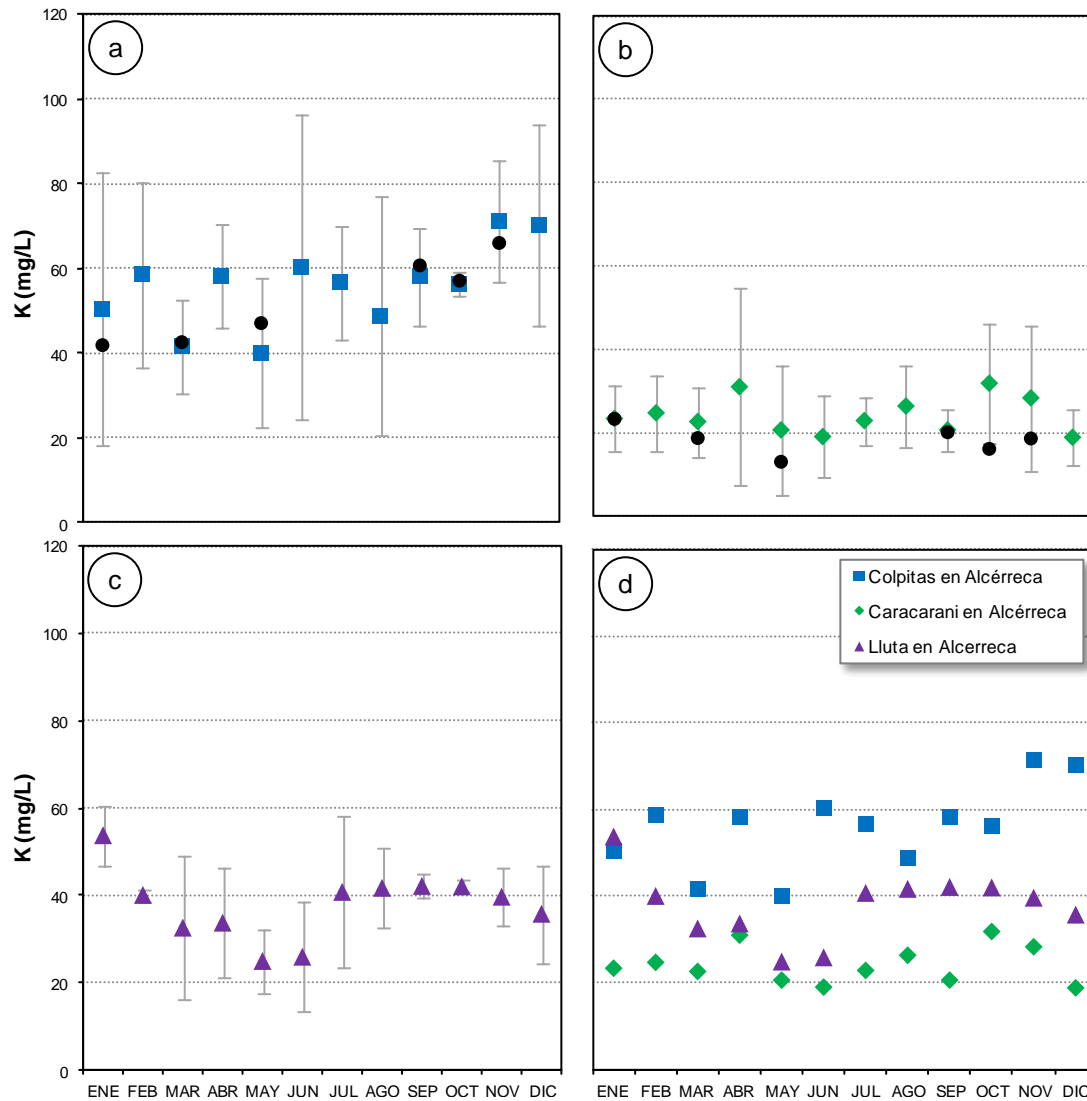 a
b
K (mg/L)
120
100
80
60
40
20
0
c
d
K (mg/L)
120
100
80
60
40
20
0
Colpitas en Alcérreca
Caracarani en Alcérreca
Lluta en Alcerreca
ENE FEB MAR ABR MAY JUN JUL AGO SEP OCT NOV DIC
ENE FEB MAR ABR MAY JUN JUL AGO SEP OCT NOV DIC